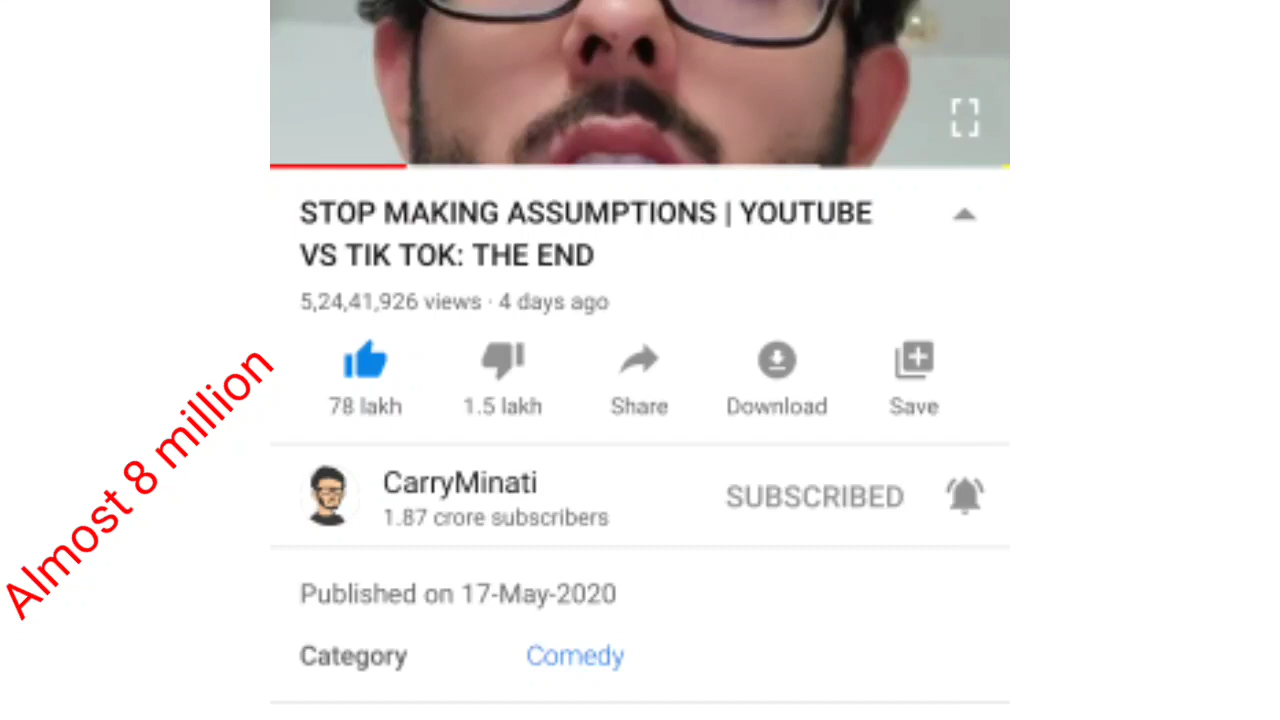 STOP MAKING ASSUMPTIONS | YOUTUBE
VS TIK TOK: THE END
5,24,41,926 views · 4 days ago
78 lakh
1.5 lakh
Share
Download
Save
Almost 8 million
CarryMinati
1.87 crore subscribers
SUBSCRIBED
Published on 17-May-2020
Category
Comedy